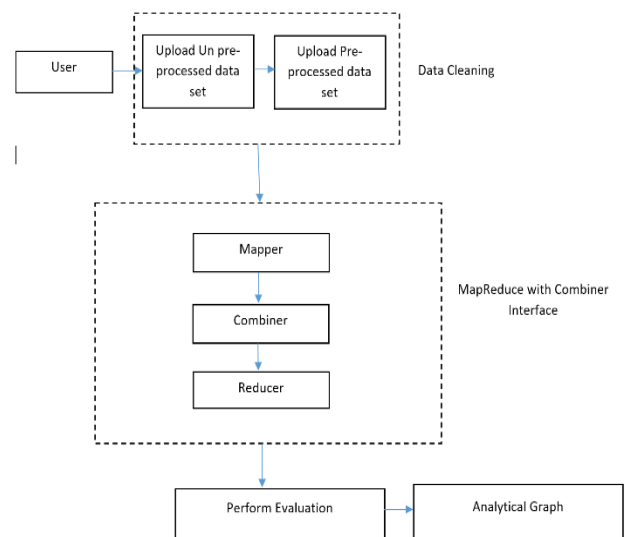 User
Upload Un pre-
processed data
set
Upload Pre-
processed data
set
Data Cleaning
Mapper
Combiner
Reducer
MapReduce with Combiner
Interface
Perform Evaluation
Analytical Graph